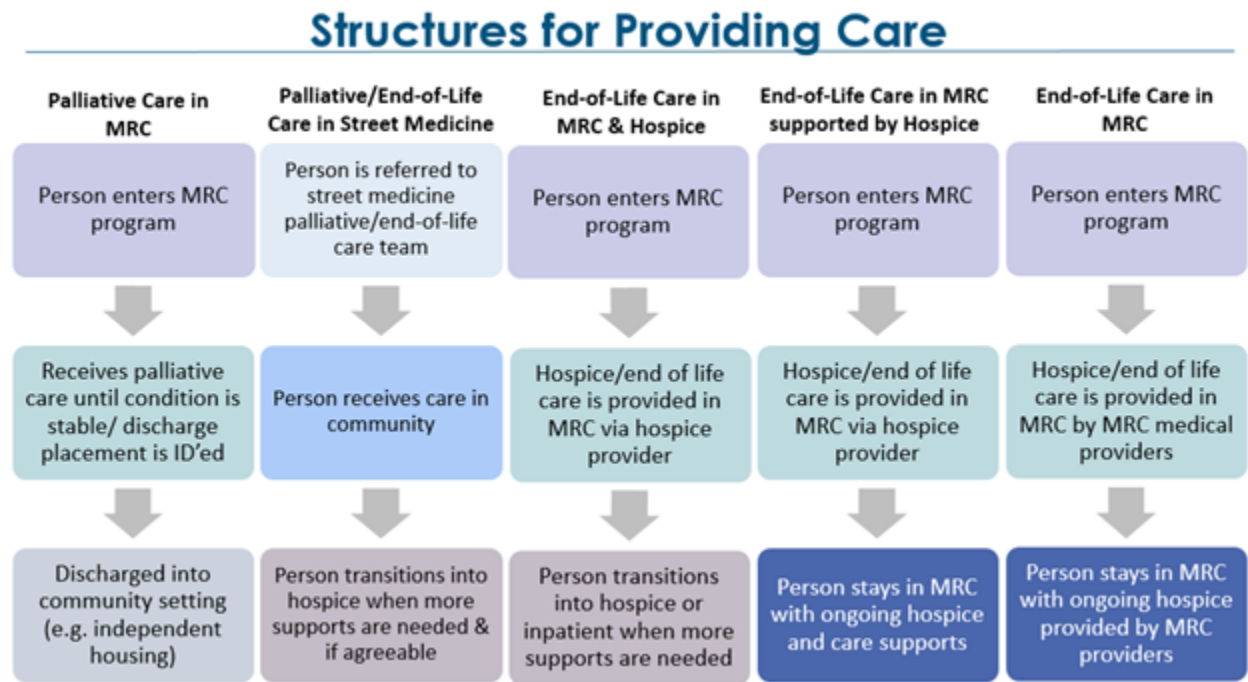 Structures for Providing Care
Palliative Care in
MRC
Person enters MRC
program
Receives palliative
care until condition is
stable/ discharge
placement is ID'ed
Discharged into
community setting
(e.g. independent
housing)
Palliative/End-of-Life
Care in Street Medicine
Person is referred to
street medicine
palliative/end-of-life
care team
Person receives care in
community
Person transitions into
hospice when more
supports are needed &
if agreeable
End-of-Life Care in
MRC & Hospice
Person enters MRC
program
Hospice/end of life
care is provided in
MRC via hospice
provider
Person transitions
into hospice or
inpatient when more
supports are needed
End-of-Life Care in MRC
supported by Hospice
Person enters MRC
program
Hospice/end of life
care is provided in
MRC via hospice
provider
Person stays in MRC
with ongoing hospice
and care supports
End-of-Life Care in
MRC
Person enters MRC
program
Hospice/end of life
care is provided in
MRC by MRC medical
providers
Person stays in MRC
with ongoing hospice
provided by MRC
providers